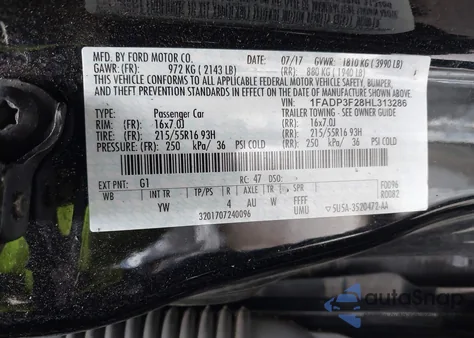 MFD. BY FORD MOTOR CO. 07/17 GVWR: 1810 KG ( 3990 LB)
GAWR: (FR) 972 KG ( 2143 LB) (RR): 880 KG ( 1940 LB)
THIS VEHICLE CONFORMS TO ALL APPLICABLE FEDERAL MOTOR VEHICLE SAFETY, BUMPER,
AND THEFT PREVENTION STANDARDS IN EFFECT ON THE DATE OF MANUFACTURE SHOWN ABOVE.
VIN: 1FADP3F28HL313286
TYPE: Passenger Car TRAILER TOWING - SEE OWNER GUIDE
RIM: (FR) 16x7.0J (RR): 16x7.0J
TIRE: (FR) 215/55R16 93H (RR): 215/55R16 93H
PRESSURE: (FR) 250 kPa/ 36 PSI COLD (RR): 250 kPa/ 36 PSI COLD
EXT PNT: G1 RC: 47 DSO: F0096
WB INT TR TP/PS R AXLE TR SPR R0082
YW 4 AU W UM
3201707240096 5U5A-3520472-AA
autoSnap